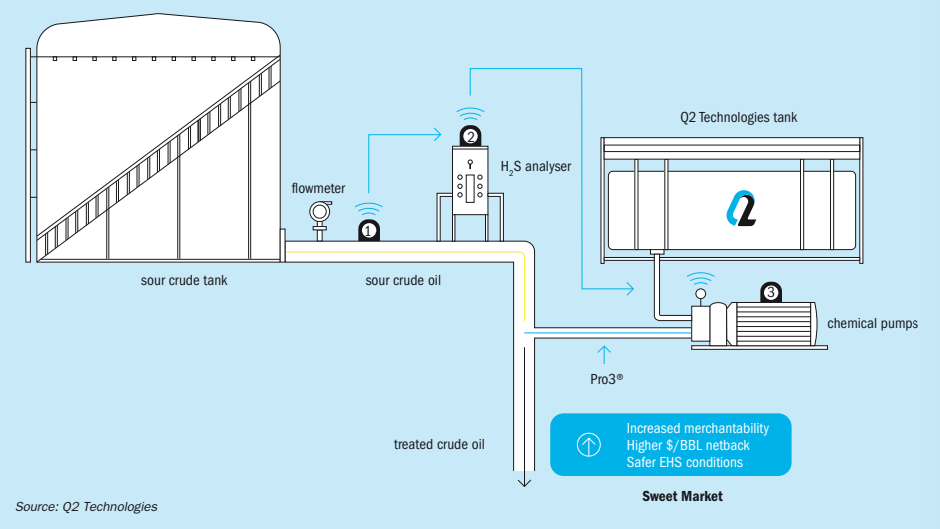 Q2 Technologies tank
2
H₂S analyser
flowmeter
1
Q2
3
sour crude tank
sour crude oil
chemical pumps
Pro3®
treated crude oil
Increased merchantability
Higher $/BBL netback
Safer EHS conditions
Sweet Market
Source: Q2 Technologies